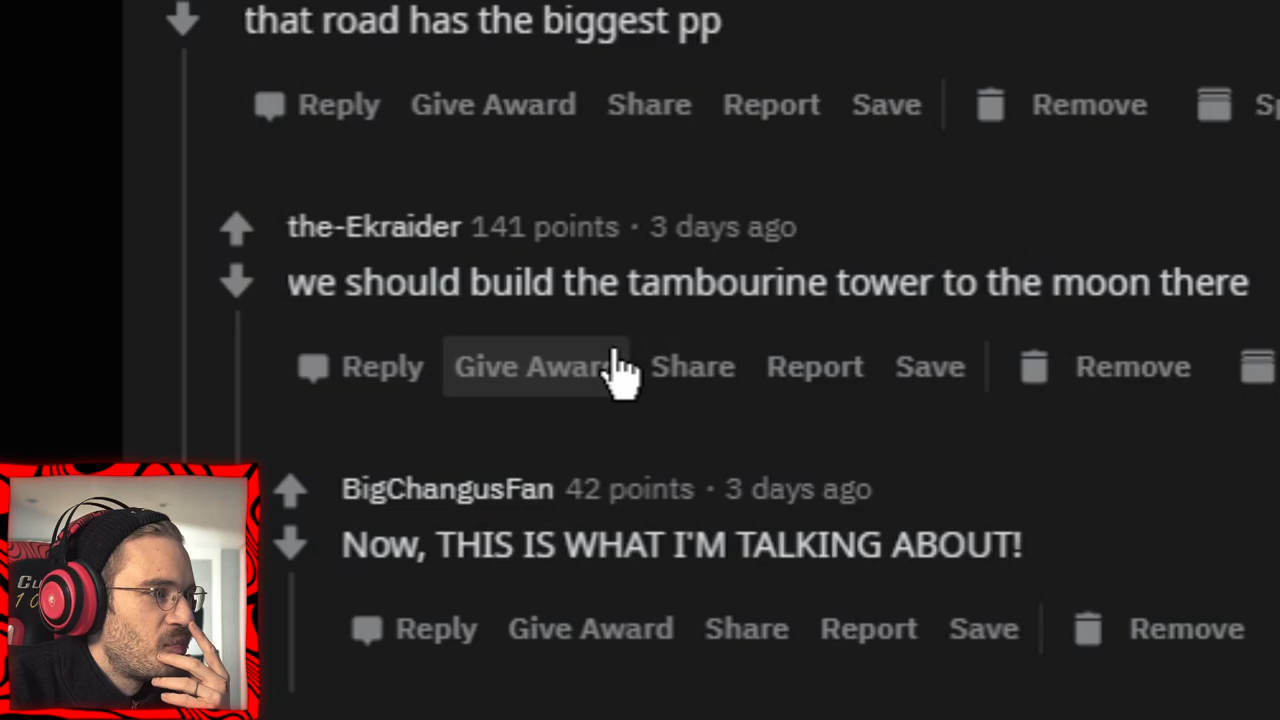 that road has the biggest pp
Reply Give Award Share Report Save Remove
the-Ekraider 141 points · 3 days ago
we should build the tambourine tower to the moon there
Reply Give Award Share Report Save Remove
BigChangusFan 42 points · 3 days ago
Now, THIS IS WHAT I'M TALKING ABOUT!
Reply Give Award Share Report Save Remove